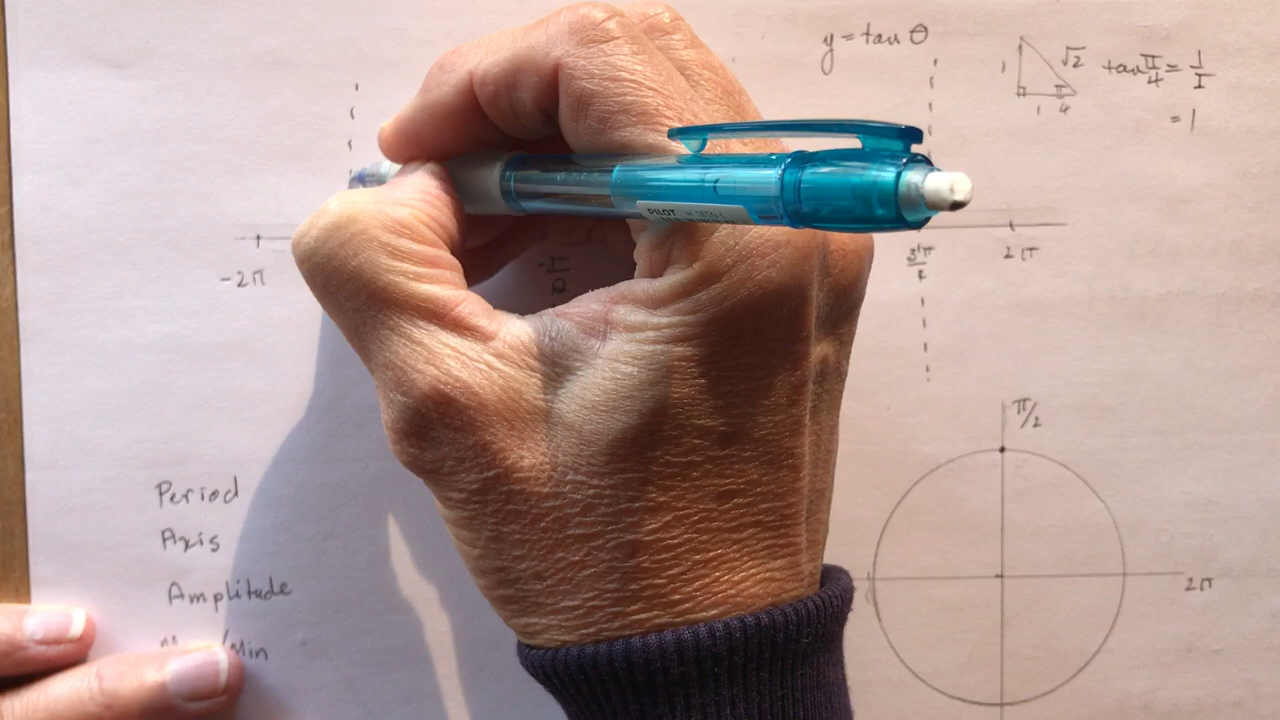 y = tan θ
1
√2
1
π/4
tan π/4 = 1/1
= 1
PILOT
-2π
3π/2
2π
π/2
2π
Period
Axis
Amplitude
/Min